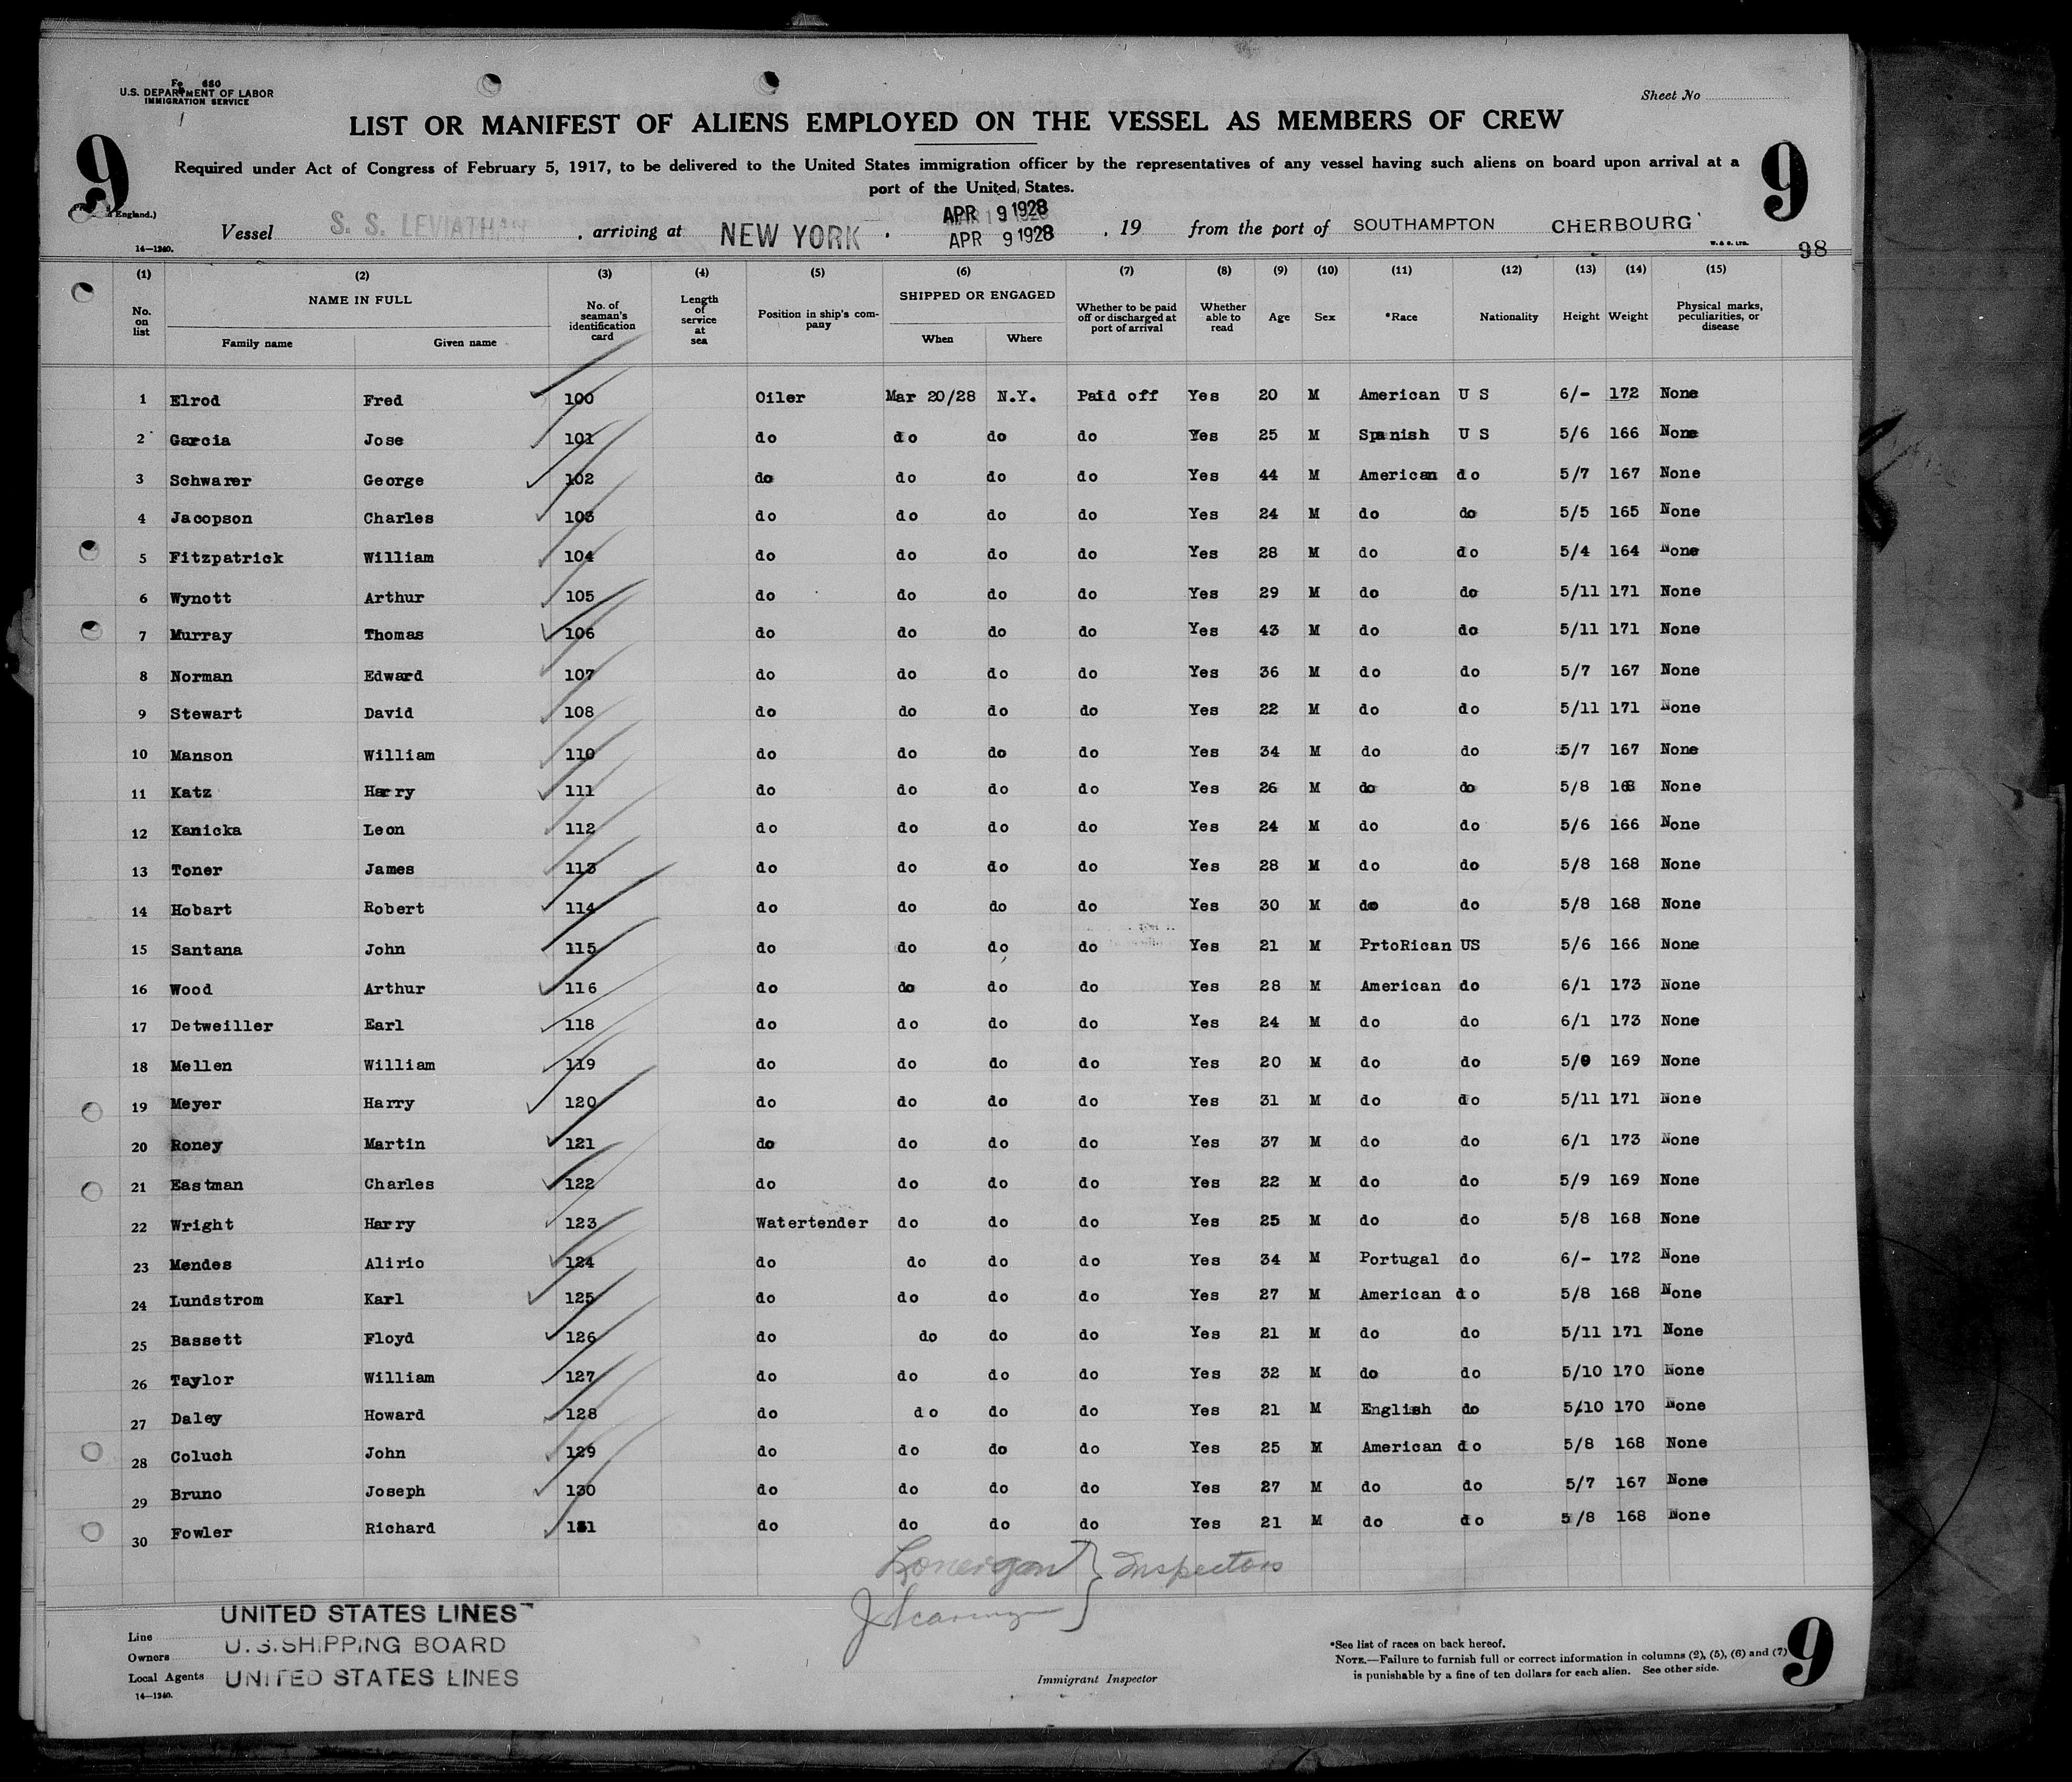 Fo 680
U.S. DEPARTMENT OF LABOR
IMMIGRATION SERVICE
Sheet No
LIST OR MANIFEST OF ALIENS EMPLOYED ON THE VESSEL AS MEMBERS OF CREW
9 9
Required under Act of Congress of February 5, 1917, to be delivered to the United States immigration officer by the representatives of any vessel having such aliens on board upon arrival at a
port of the United States.
England.)
APR 9 1928
Vessel S. S. LEVIATHAN, arriving at NEW YORK, APR 9 1928, 19 from the port of SOUTHAMPTON CHERBOURG
14—1240.
W. & S. LTD.
98
(1) (2) (3) (4) (5) (6) (7) (8) (9) (10) (11) (12) (13) (14) (15)
No. on list NAME IN FULL Family name Given name No. of seaman's identification card Length of service at sea Position in ship's company SHIPPED OR ENGAGED When Where Whether to be paid off or discharged at port of arrival Whether able to read Age Sex *Race Nationality Height Weight Physical marks, peculiarities, or disease
1 Elrod Fred 100 Oiler Mar 20/28 N.Y. Paid off Yes 20 M American U S 6/- 172 None
2 Garcia Jose 101 do do do do Yes 25 M Spanish U S 5/6 166 None
3 Schwarer George 102 do do do do Yes 44 M American do 5/7 167 None
4 Jacopson Charles 103 do do do do Yes 24 M do do 5/5 165 None
5 Fitzpatrick William 104 do do do do Yes 28 M do do 5/4 164 None
6 Wynott Arthur 105 do do do do Yes 29 M do do 5/11 171 None
7 Murray Thomas 106 do do do do Yes 43 M do do 5/11 171 None
8 Norman Edward 107 do do do do Yes 36 M do do 5/7 167 None
9 Stewart David 108 do do do do Yes 22 M do do 5/11 171 None
10 Manson William 110 do do do do Yes 34 M do do 5/7 167 None
11 Katz Harry 111 do do do do Yes 26 M do do 5/8 168 None
12 Kanicka Leon 112 do do do do Yes 24 M do do 5/6 166 None
13 Toner James 113 do do do do Yes 28 M do do 5/8 168 None
14 Hobart Robert 114 do do do do Yes 30 M do do 5/8 168 None
15 Santana John 115 do do do do Yes 21 M PrtoRican US 5/6 166 None
16 Wood Arthur 116 do do do do Yes 28 M American do 6/1 173 None
17 Detweiller Earl 118 do do do do Yes 24 M do do 6/1 173 None
18 Mellen William 119 do do do do Yes 20 M do do 5/9 169 None
19 Meyer Harry 120 do do do do Yes 31 M do do 5/11 171 None
20 Roney Martin 121 do do do do Yes 37 M do do 6/1 173 None
21 Eastman Charles 122 do do do do Yes 22 M do do 5/9 169 None
22 Wright Harry 123 Watertender do do do Yes 25 M do do 5/8 168 None
23 Mendes Alirio 124 do do do do Yes 34 M Portugal do 6/- 172 None
24 Lundstrom Karl 125 do do do do Yes 27 M American do 5/8 168 None
25 Bassett Floyd 126 do do do do Yes 21 M do do 5/11 171 None
26 Taylor William 127 do do do do Yes 32 M do do 5/10 170 None
27 Daley Howard 128 do do do do Yes 21 M English do 5/10 170 None
28 Coluch John 129 do do do do Yes 25 M American do 5/8 168 None
29 Bruno Joseph 130 do do do do Yes 27 M do do 5/7 167 None
30 Fowler Richard 131 do do do do Yes 21 M do do 5/8 168 None
Lonergan } Inspectors
Line UNITED STATES LINES
Owners U.S. SHIPPING BOARD
Local Agents UNITED STATES LINES
14—1240.
Immigrant Inspector
*See list of races on back hereof.
NOTE.—Failure to furnish full or correct information in columns (2), (5), (6) and (7)
is punishable by a fine of ten dollars for each alien. See other side.
9